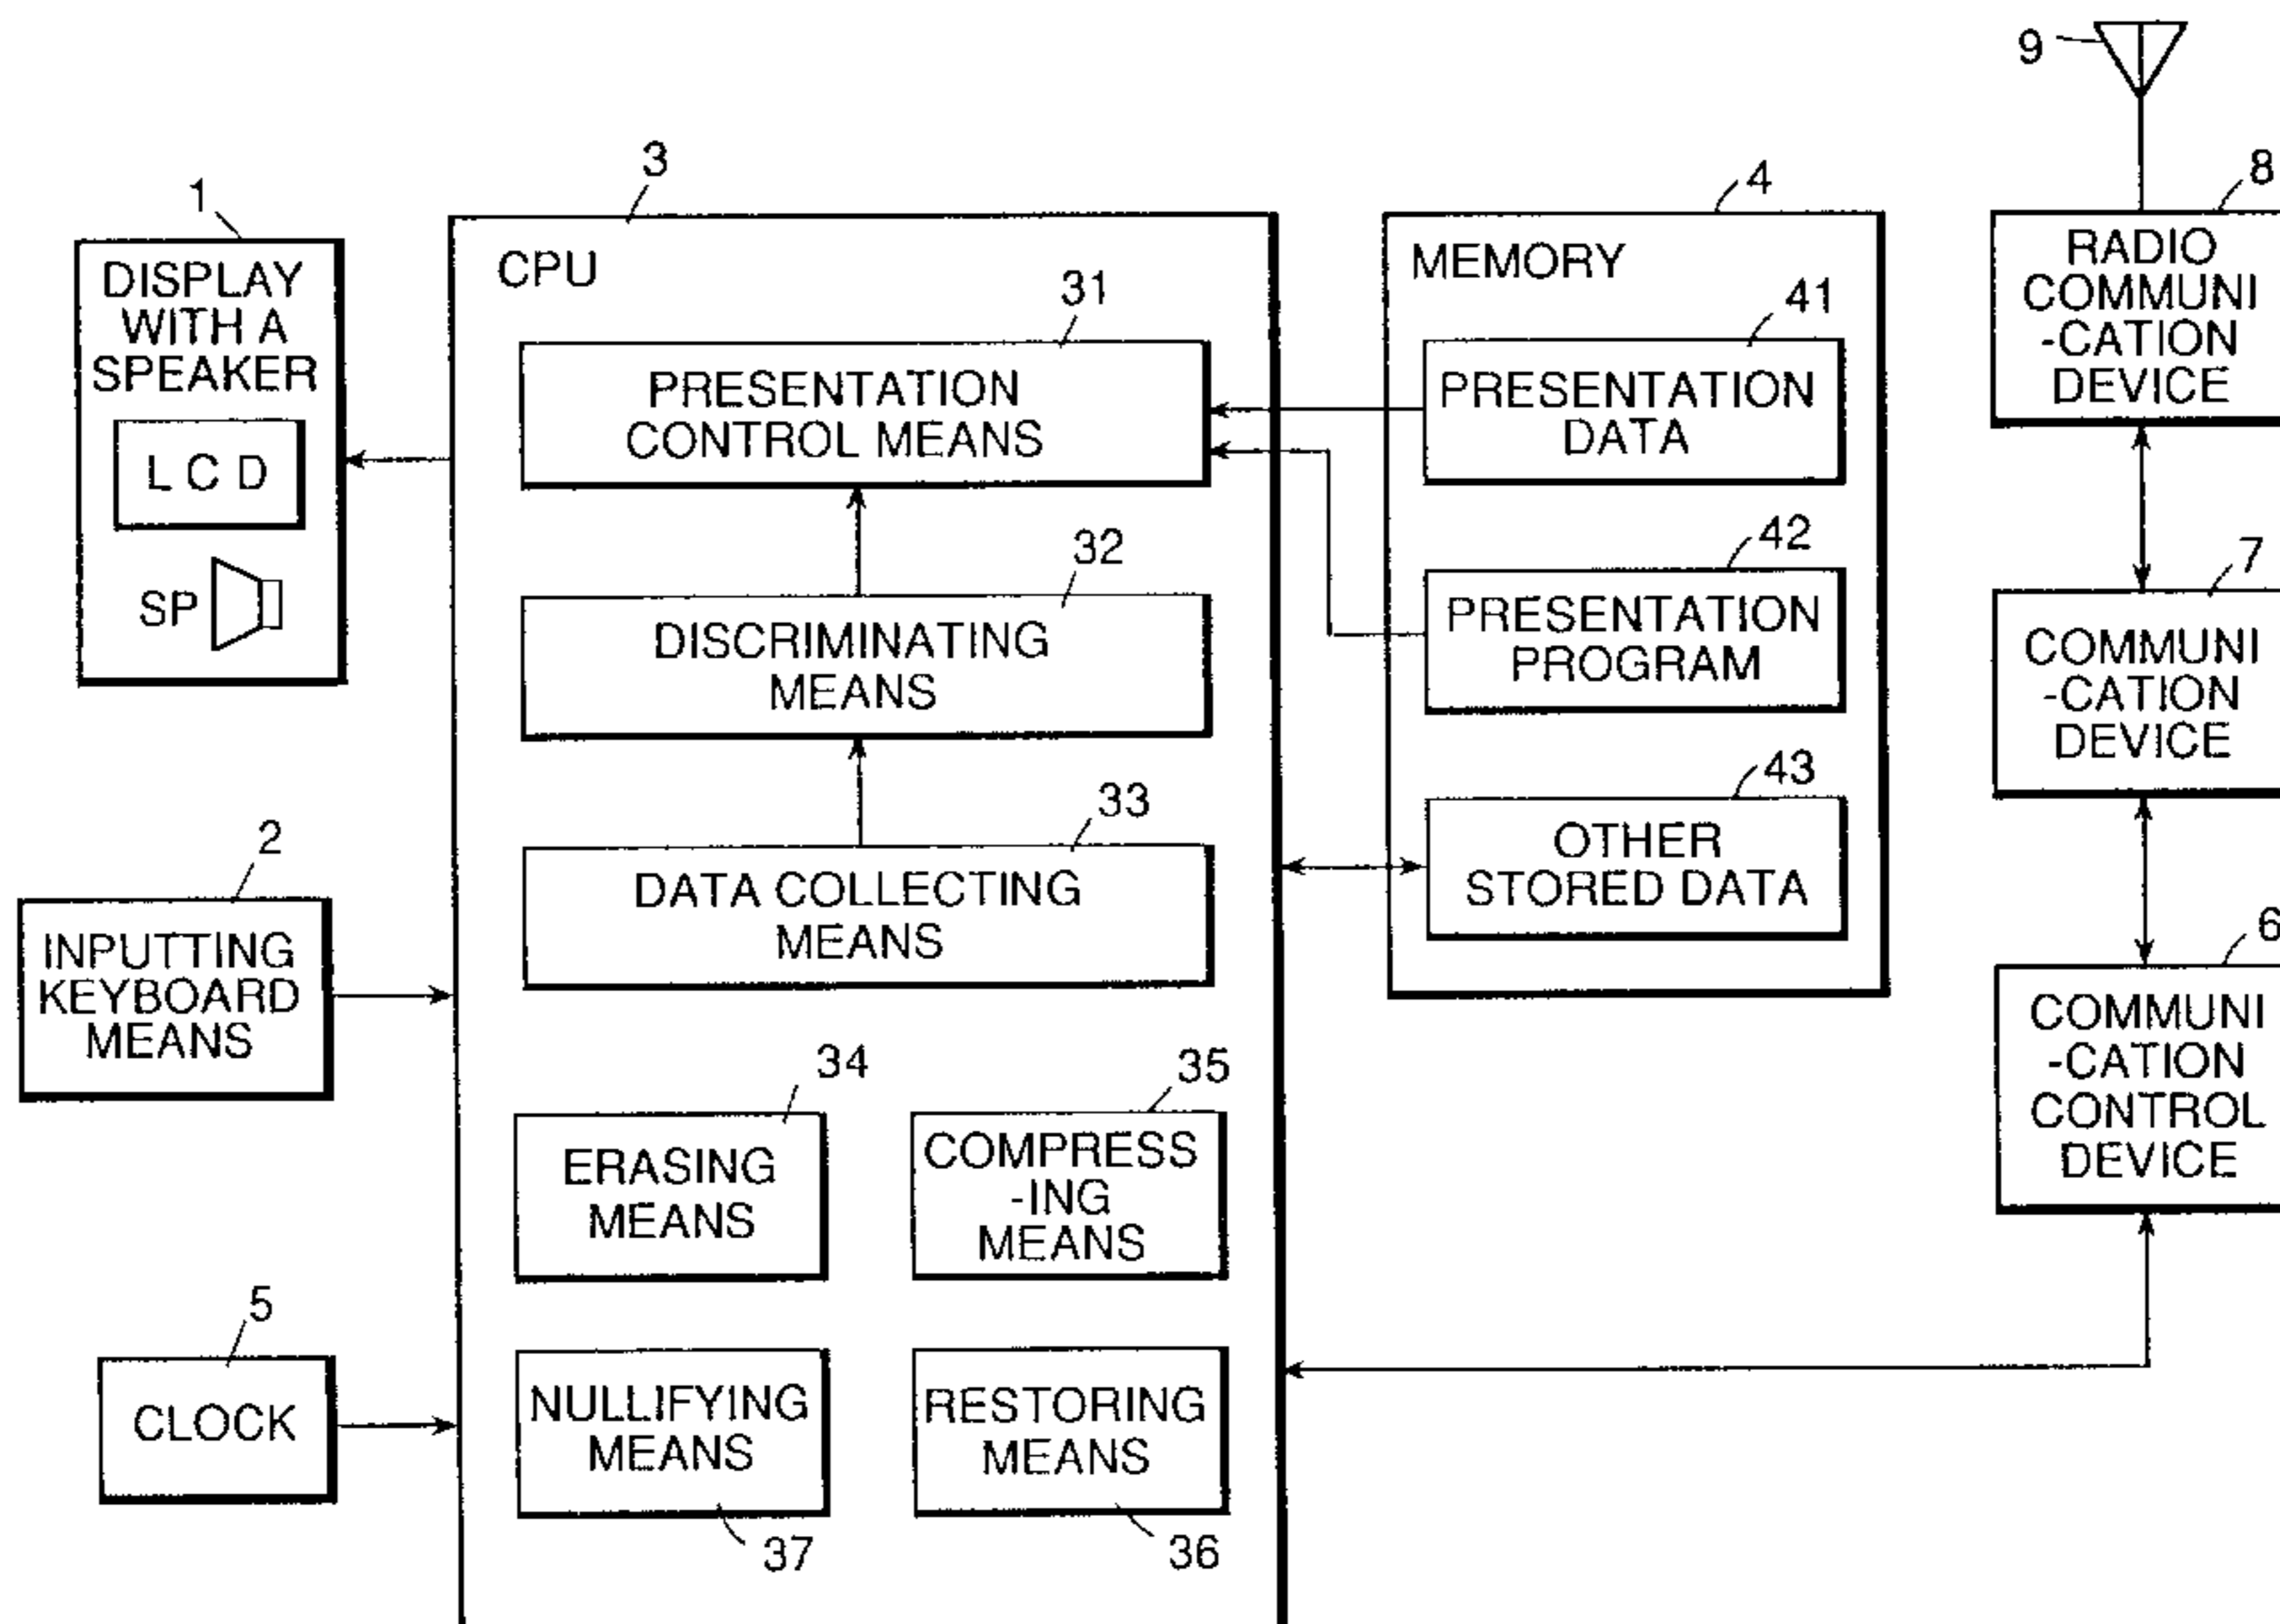 9
8
RADIO
COMMUNI
-CATION
DEVICE
7
COMMUNI
-CATION
DEVICE
6
COMMUNI
-CATION
CONTROL
DEVICE
1
DISPLAY
WITH A
SPEAKER
L C D
SP
2
INPUTTING
KEYBOARD
MEANS
5
CLOCK
3
CPU
31
PRESENTATION
CONTROL MEANS
32
DISCRIMINATING
MEANS
33
DATA COLLECTING
MEANS
34
ERASING
MEANS
35
COMPRESS
-ING
MEANS
NULLIFYING
MEANS
37
RESTORING
MEANS
36
4
MEMORY
41
PRESENTATION
DATA
42
PRESENTATION
PROGRAM
43
OTHER
STORED DATA